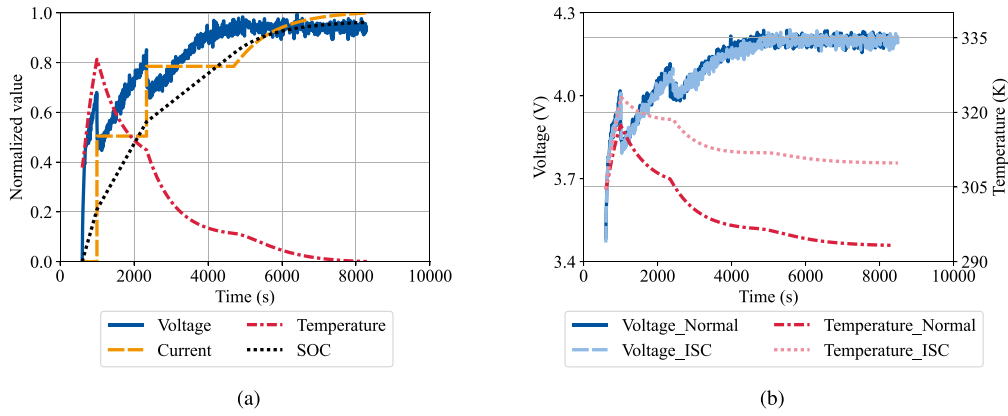 1.0
0.8
0.6
0.4
0.2
0.0
Normalized value
0 2000 4000 6000 8000 10000
Time (s)
Voltage Temperature
Current SOC
(a)
4.3
4.0
3.7
3.4
Voltage (V)
335
320
305
290
Temperature (K)
0 2000 4000 6000 8000 10000
Time (s)
Voltage_Normal Temperature_Normal
Voltage_ISC Temperature_ISC
(b)